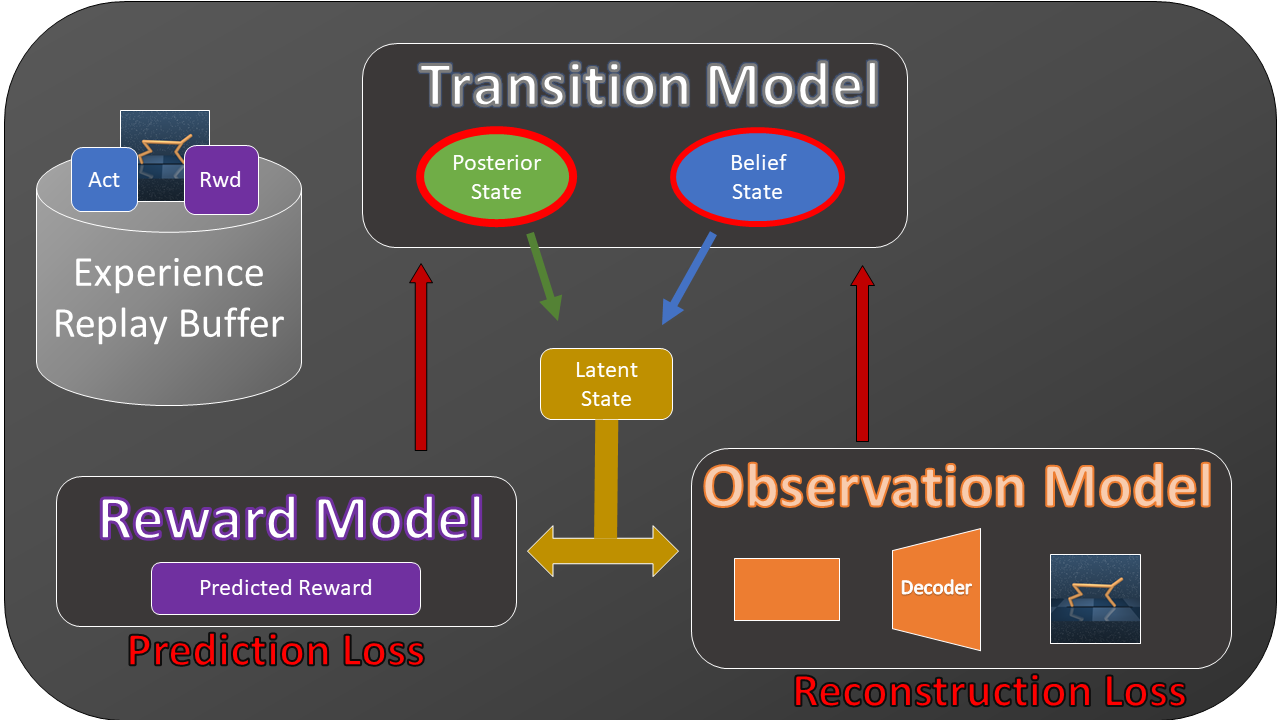 Transition Model
Posterior
State
Belief
State
Act
Rwd
Experience
Replay Buffer
Latent
State
Reward Model
Predicted Reward
Prediction Loss
Observation Model
Decoder
Reconstruction Loss